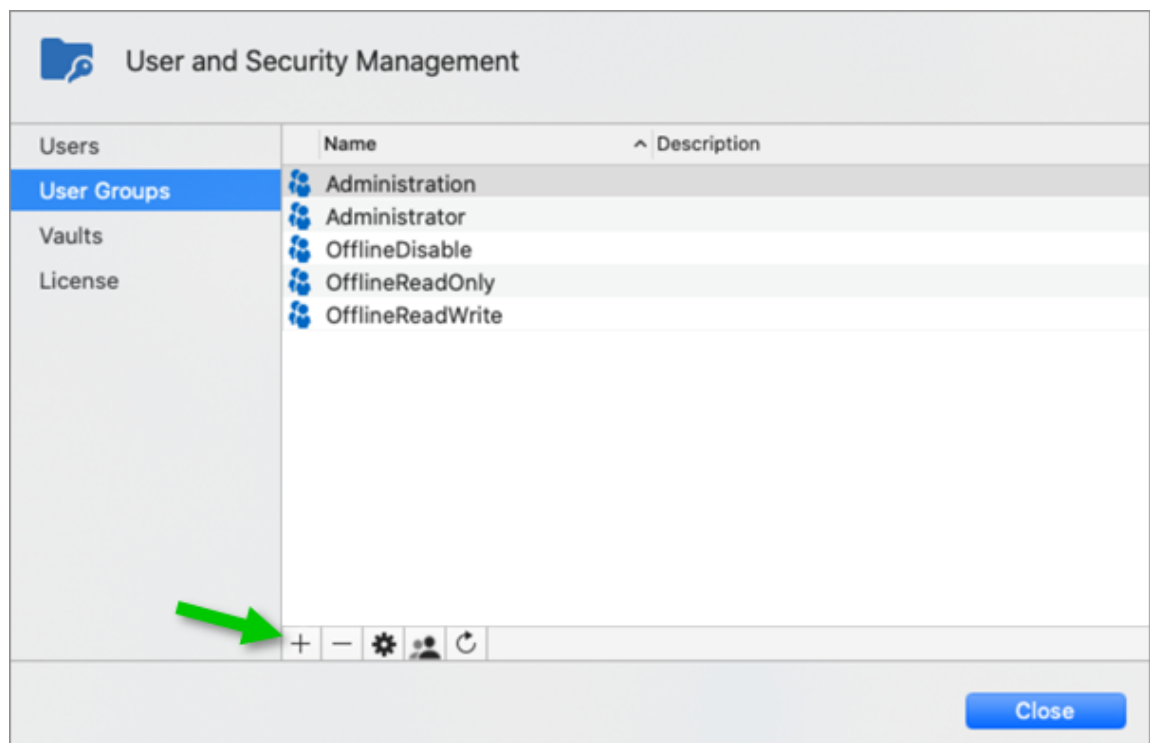 User and Security Management
Users
User Groups
Vaults
License
Name
Description
Administration
Administrator
OfflineDisable
OfflineReadOnly
OfflineReadWrite
Close